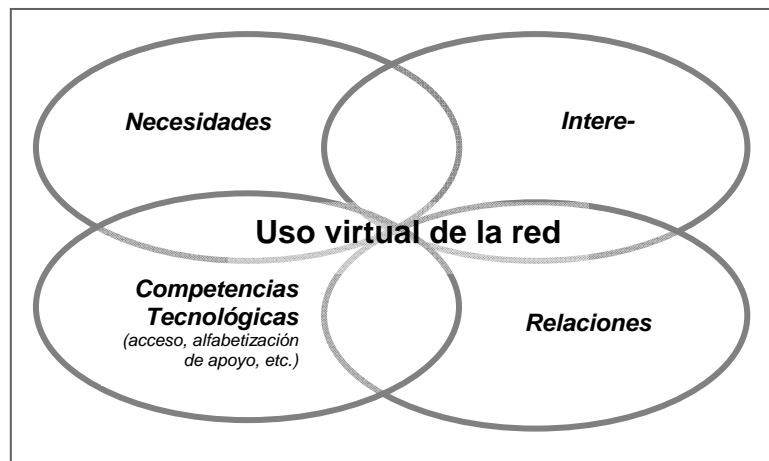 Necesidades
Intere-
Uso virtual de la red
Competencias
Tecnológicas
(acceso, alfabetización
de apoyo, etc.)
Relaciones